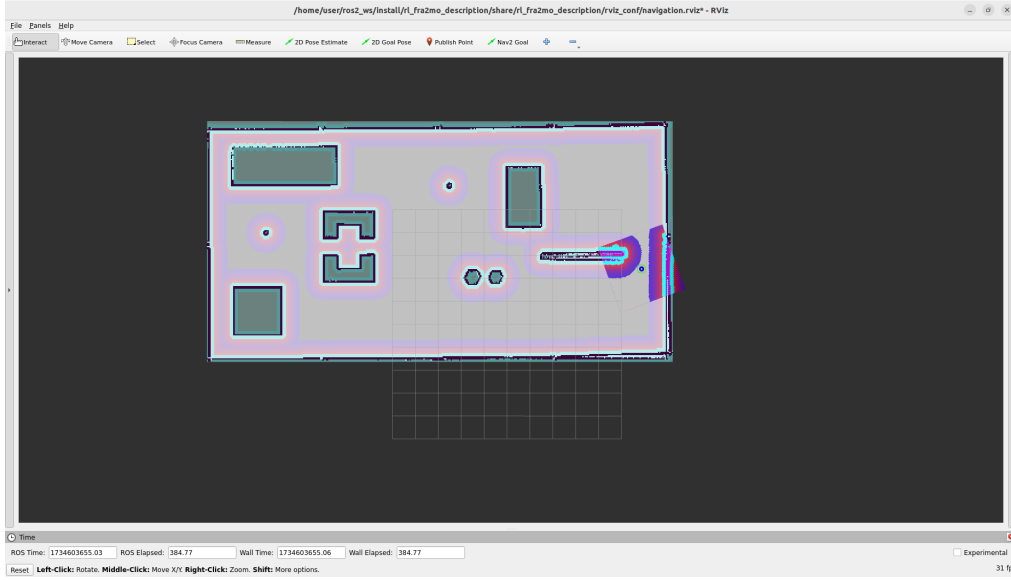 /home/user/ros2_ws/install/rl_fra2mo_description/share/rl_fra2mo_description/rviz_conf/navigation.rviz* - RViz
File Panels Help
Interact Move Camera Select Focus Camera Measure 2D Pose Estimate 2D Goal Pose Publish Point Nav2 Goal
Time
ROS Time: 1734603655.03 ROS Elapsed: 384.77 Wall Time: 1734603655.06 Wall Elapsed: 384.77 Experimental
Reset Left-Click: Rotate. Middle-Click: Move X/Y. Right-Click: Zoom. Shift: More options. 31 fp